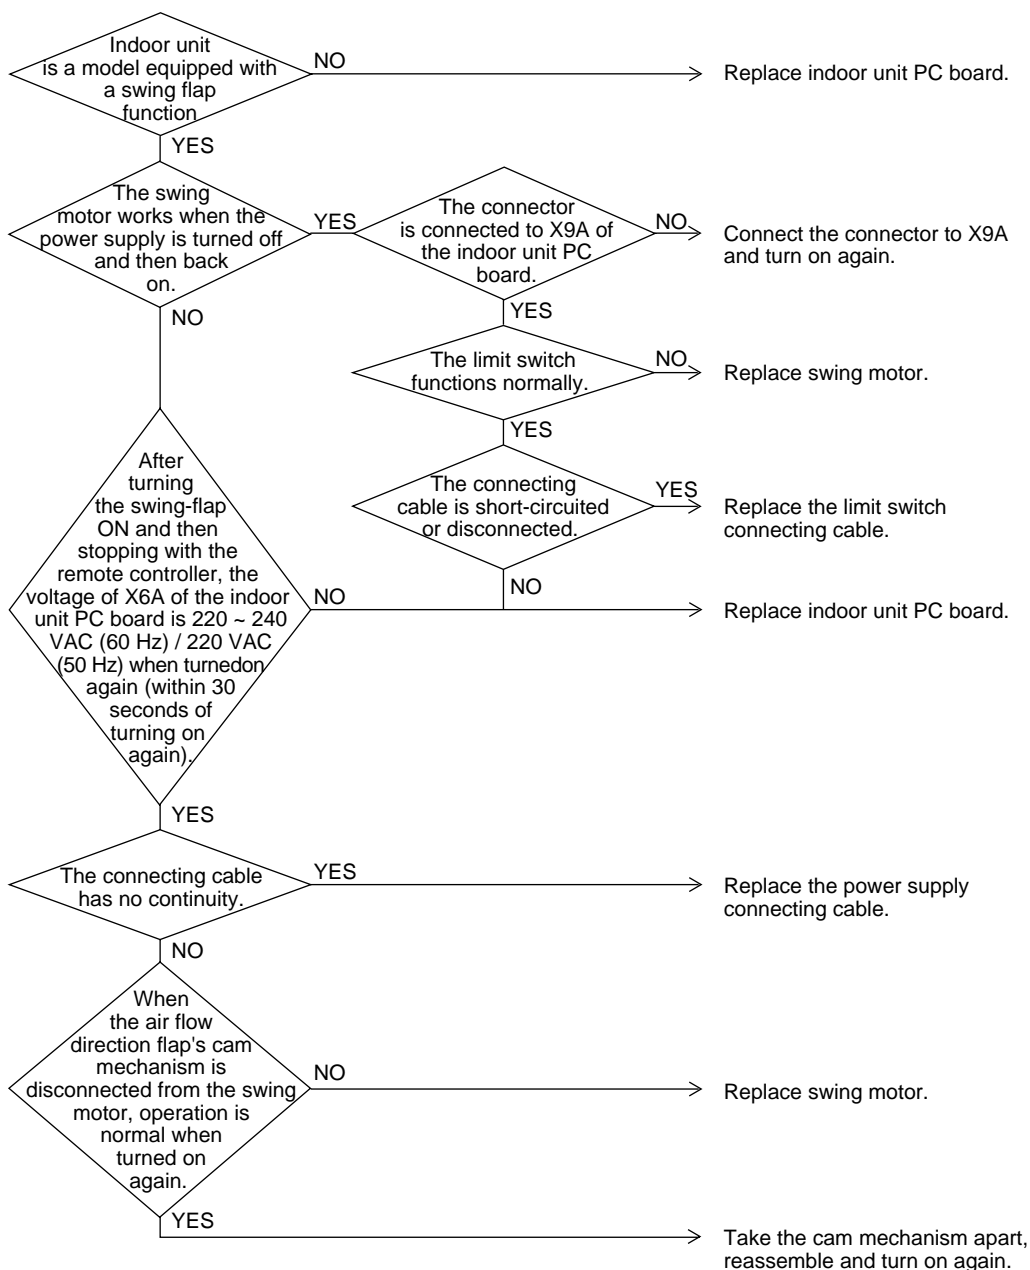 Indoor unit
is a model equipped with
a swing flap
function
NO
Replace indoor unit PC board.
YES
The swing
motor works when the
power supply is turned off
and then back
on.
YES
The connector
is connected to X9A of
the indoor unit PC
board.
NO
Connect the connector to X9A
and turn on again.
NO
YES
The limit switch
functions normally.
NO
Replace swing motor.
YES
The connecting
cable is short-circuited
or disconnected.
YES
Replace the limit switch
connecting cable.
NO
After
turning
the swing-flap
ON and then
stopping with the
remote controller, the
voltage of X6A of the indoor
unit PC board is 220 ~ 240
VAC (60 Hz) / 220 VAC
(50 Hz) when turnedon
again (within 30
seconds of
turning on
again).
NO
Replace indoor unit PC board.
YES
The connecting cable
has no continuity.
YES
Replace the power supply
connecting cable.
NO
When
the air flow
direction flap's cam
mechanism is
disconnected from the swing
motor, operation is
normal when
turned on
again.
NO
Replace swing motor.
YES
Take the cam mechanism apart,
reassemble and turn on again.